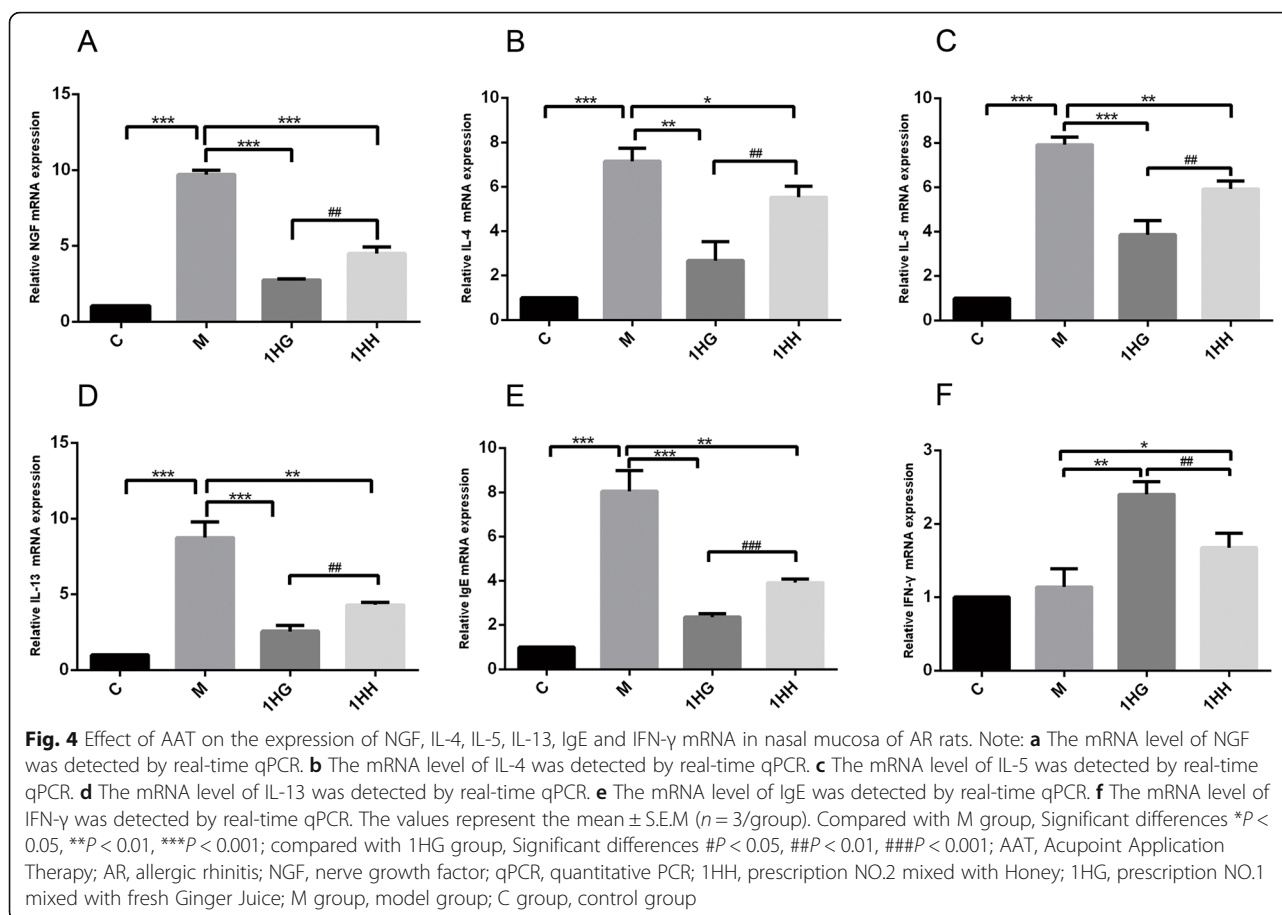 A
Relative NGF mRNA expression
15
10
5
0
***
***
***
##
C
M
1HG
1HH
B
Relative IL-4 mRNA expression
10
8
6
4
2
0
***
*
**
##
C
M
1HG
1HH
C
Relative IL-5 mRNA expression
10
8
6
4
2
0
***
**
***
##
C
M
1HG
1HH
D
Relative IL-13 mRNA expression
15
10
5
0
***
**
***
##
C
M
1HG
1HH
E
Relative IgE mRNA expression
10
8
6
4
2
0
***
**
***
###
C
M
1HG
1HH
F
Relative IFN-γ mRNA expression
3
2
1
0
*
**
##
C
M
1HG
1HH
Fig. 4 Effect of AAT on the expression of NGF, IL-4, IL-5, IL-13, IgE and IFN-γ mRNA in nasal mucosa of AR rats. Note: a The mRNA level of NGF
was detected by real-time qPCR. b The mRNA level of IL-4 was detected by real-time qPCR. c The mRNA level of IL-5 was detected by real-time
qPCR. d The mRNA level of IL-13 was detected by real-time qPCR. e The mRNA level of IgE was detected by real-time qPCR. f The mRNA level of
IFN-γ was detected by real-time qPCR. The values represent the mean ± S.E.M (n = 3/group). Compared with M group, Significant differences *P <
0.05, **P < 0.01, ***P < 0.001; compared with 1HG group, Significant differences #P < 0.05, ##P < 0.01, ###P < 0.001; AAT, Acupoint Application
Therapy; AR, allergic rhinitis; NGF, nerve growth factor; qPCR, quantitative PCR; 1HH, prescription NO.2 mixed with Honey; 1HG, prescription NO.1
mixed with fresh Ginger Juice; M group, model group; C group, control group